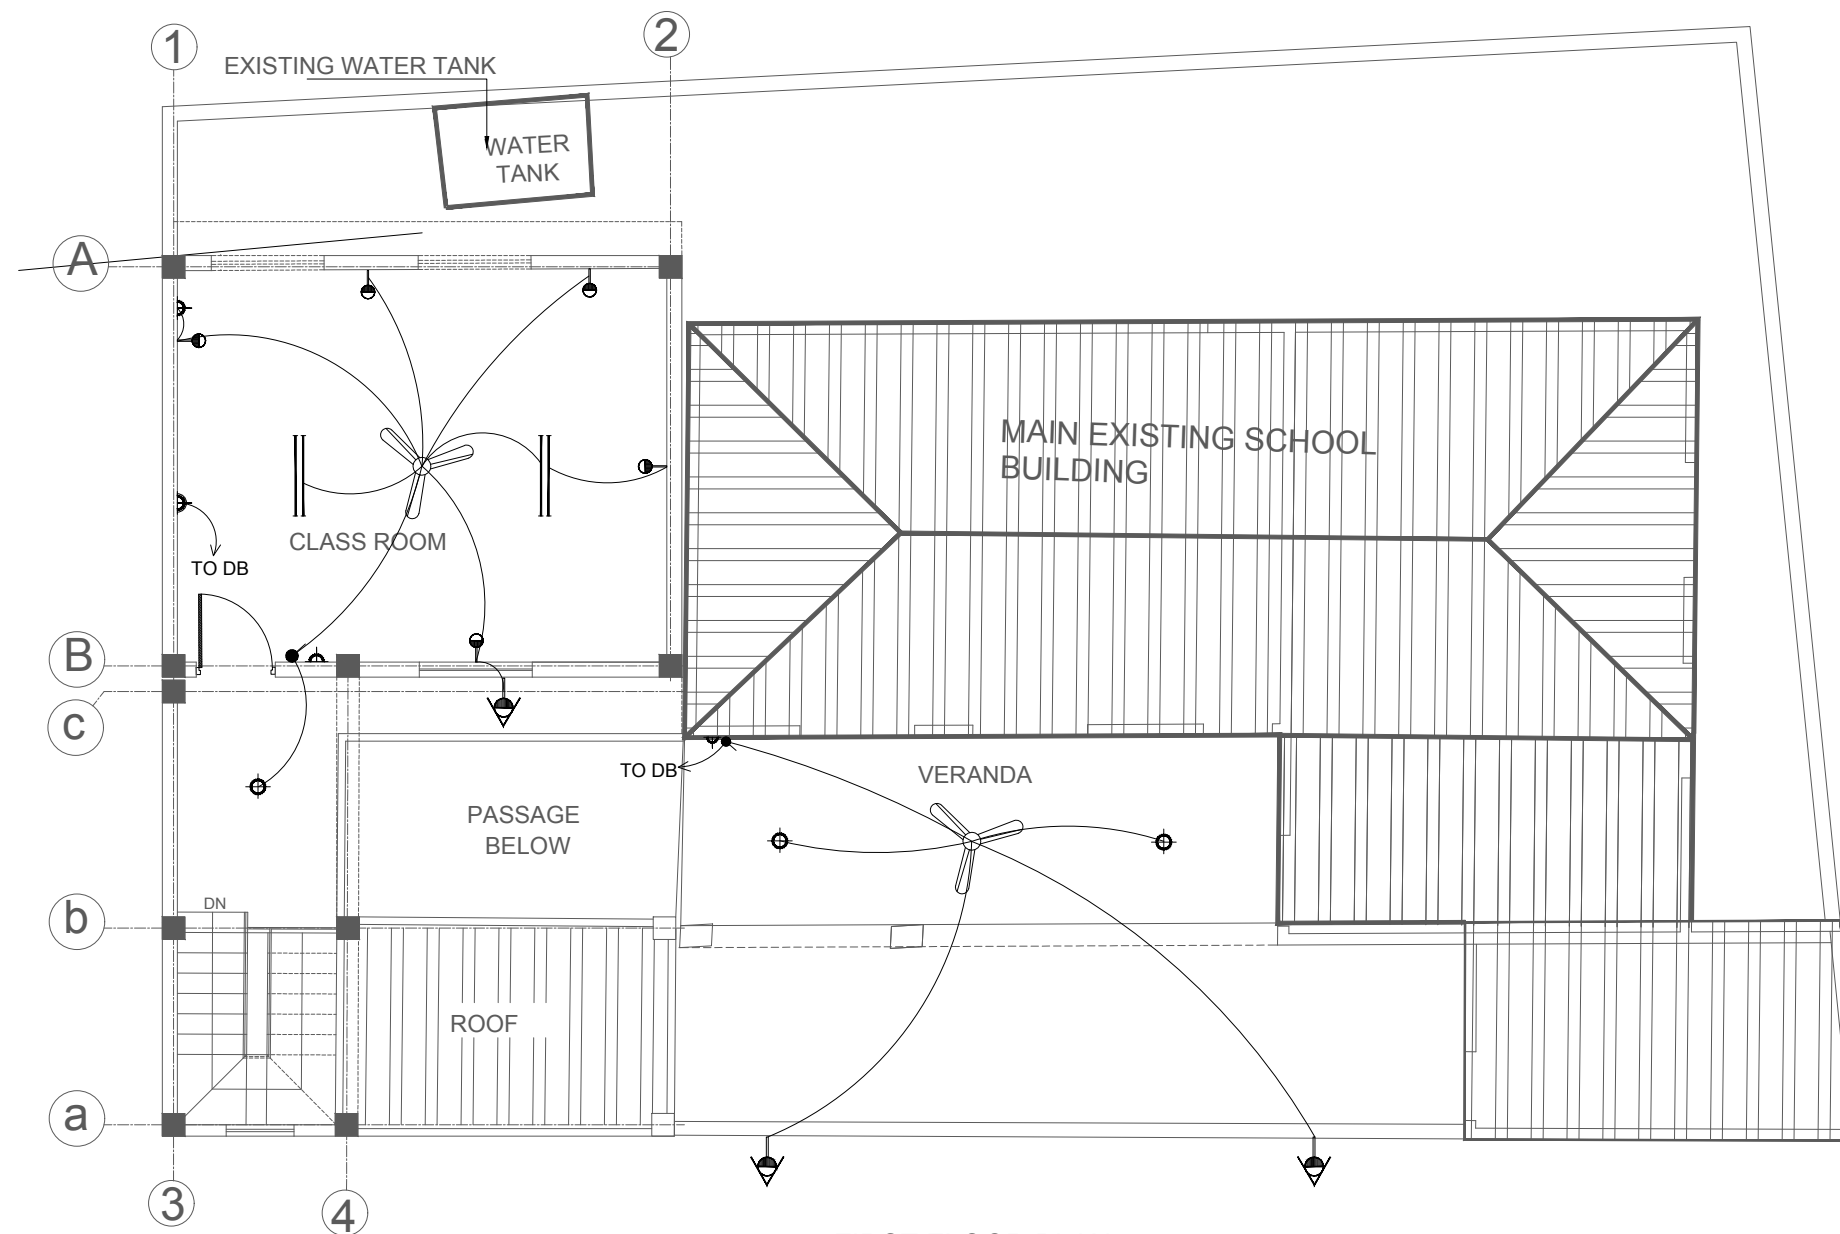 1
2
EXISTING WATER TANK
WATER
TANK
A
MAIN EXISTING SCHOOL
BUILDING
CLASS ROOM
TO DB
B
c
TO DB
VERANDA
PASSAGE
BELOW
DN
b
ROOF
a
3
4